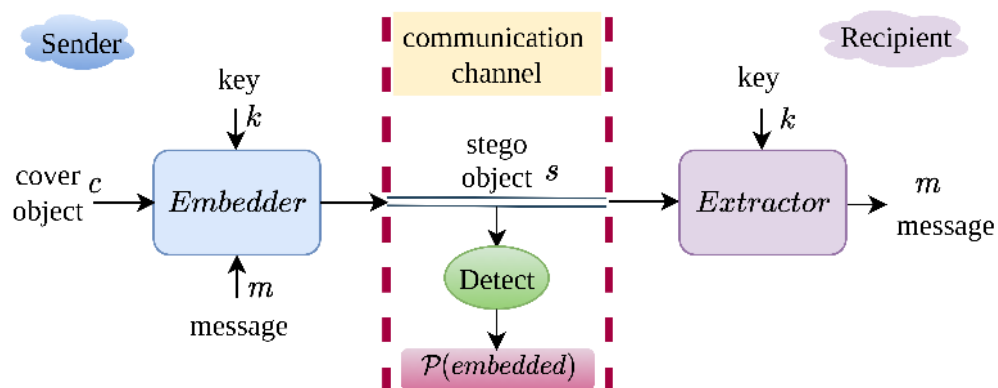 Sender
communication
channel
Recipient
key
k
key
k
cover
object
c
Embedder
stego
object s
Extractor
m
message
m
message
Detect
P(embedded)